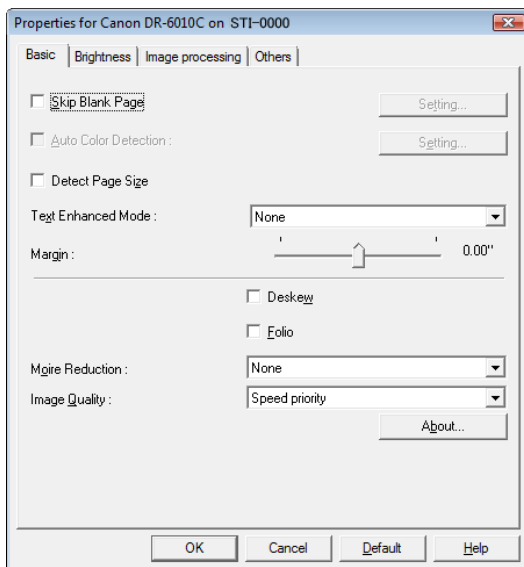 Properties for Canon DR-6010C on STI-0000
Basic Brightness Image processing Others
Skip Blank Page Setting...
Auto Color Detection : Setting...
Detect Page Size
Text Enhanced Mode : None
Margin : 0.00"
Deskew
Folio
Moire Reduction : None
Image Quality : Speed priority
About...
OK Cancel Default Help